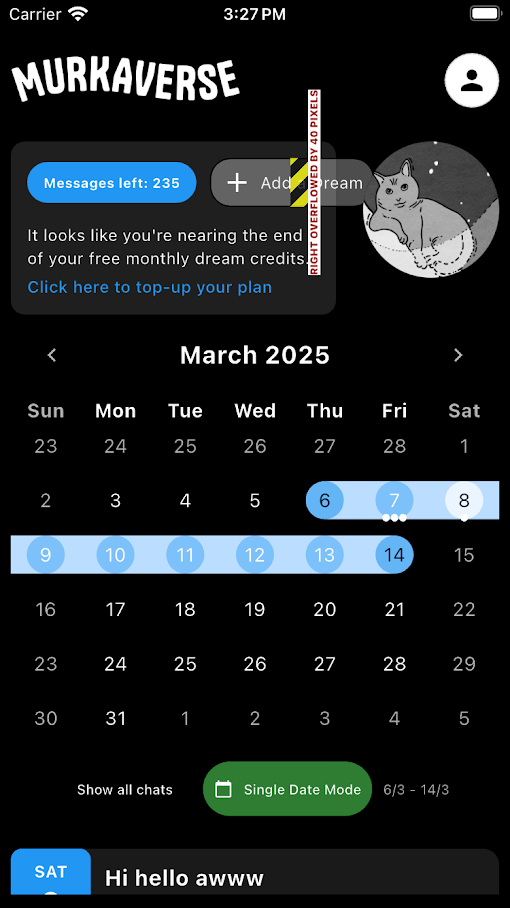 Carrier 3:27 PM
MURKAVERSE
Messages left: 235
Add a Dream
RIGHT OVERFLOWED BY 40 PIXELS
It looks like you're nearing the end
of your free monthly dream credits.
Click here to top-up your plan
March 2025
Sun Mon Tue Wed Thu Fri Sat
23 24 25 26 27 28 1
2 3 4 5 6 7 8
9 10 11 12 13 14 15
16 17 18 19 20 21 22
23 24 25 26 27 28 29
30 31 1 2 3 4 5
Show all chats
Single Date Mode
6/3 - 14/3
SAT
Hi hello awww